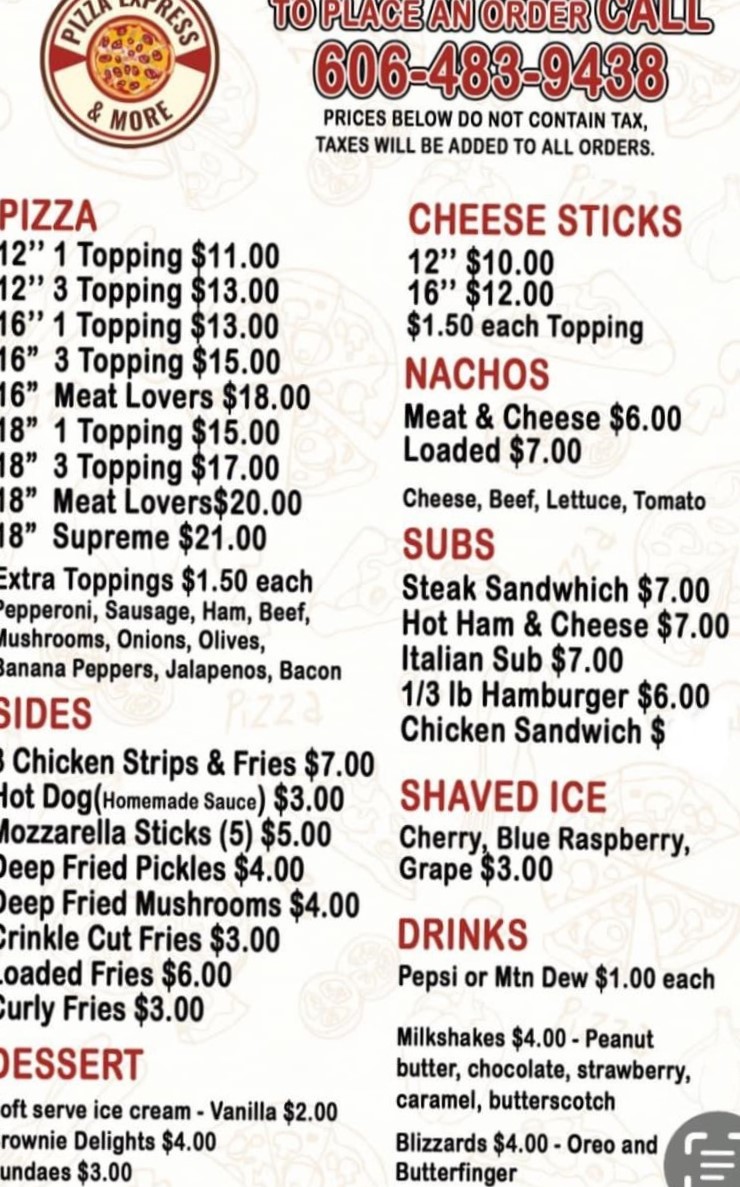 PIZZA EXPRESS
& MORE
TO PLACE AN ORDER CALL
606-483-9438
PRICES BELOW DO NOT CONTAIN TAX,
TAXES WILL BE ADDED TO ALL ORDERS.
PIZZA
12’’ 1 Topping $11.00
12’’ 3 Topping $13.00
16’’ 1 Topping $13.00
16” 3 Topping $15.00
16” Meat Lovers $18.00
18” 1 Topping $15.00
18” 3 Topping $17.00
18” Meat Lovers$20.00
18” Supreme $21.00
Extra Toppings $1.50 each
Pepperoni, Sausage, Ham, Beef,
Mushrooms, Onions, Olives,
Banana Peppers, Jalapenos, Bacon
SIDES
3 Chicken Strips & Fries $7.00
Hot Dog(Homemade Sauce) $3.00
Mozzarella Sticks (5) $5.00
Deep Fried Pickles $4.00
Deep Fried Mushrooms $4.00
Crinkle Cut Fries $3.00
Loaded Fries $6.00
Curly Fries $3.00
DESSERT
oft serve ice cream - Vanilla $2.00
rownie Delights $4.00
undaes $3.00
CHEESE STICKS
12’’ $10.00
16’’ $12.00
$1.50 each Topping
NACHOS
Meat & Cheese $6.00
Loaded $7.00
Cheese, Beef, Lettuce, Tomato
SUBS
Steak Sandwhich $7.00
Hot Ham & Cheese $7.00
Italian Sub $7.00
1/3 lb Hamburger $6.00
Chicken Sandwich $
SHAVED ICE
Cherry, Blue Raspberry,
Grape $3.00
DRINKS
Pepsi or Mtn Dew $1.00 each
Milkshakes $4.00 - Peanut
butter, chocolate, strawberry,
caramel, butterscotch
Blizzards $4.00 - Oreo and
Butterfinger